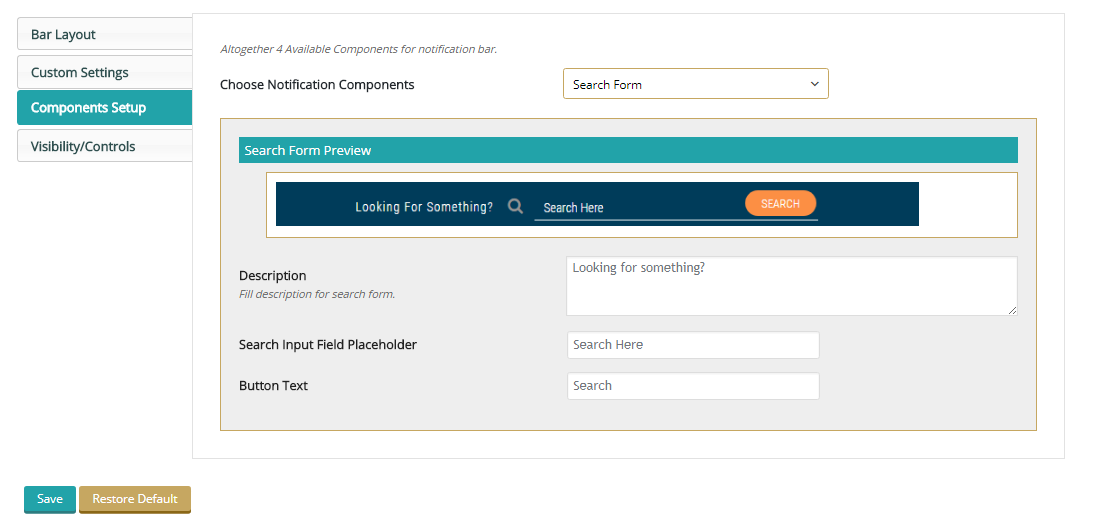 Bar Layout
Custom Settings
Components Setup
Visibility/Controls
Altogether 4 Available Components for notification bar.
Choose Notification Components
Search Form
Search Form Preview
Looking For Something?
Search Here
SEARCH
Description
Fill description for search form.
Looking for something?
Search Input Field Placeholder
Search Here
Button Text
Search
Save
Restore Default